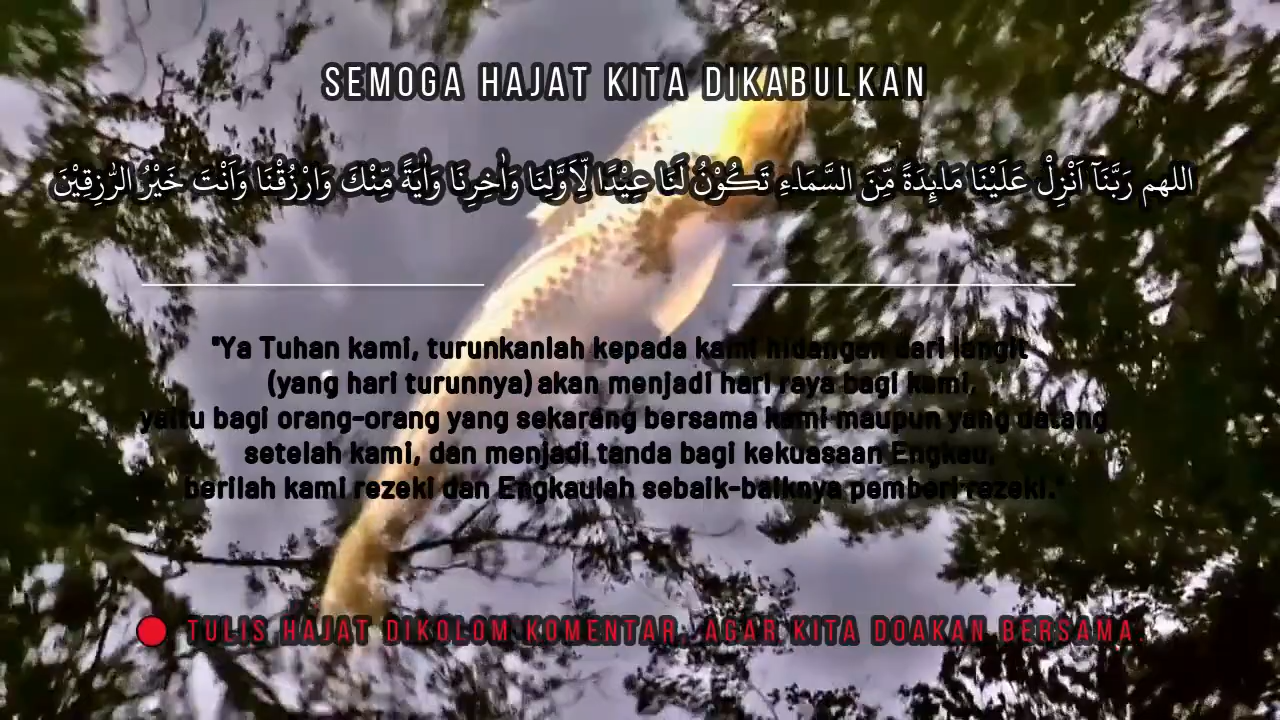 SEMOGA HAJAT KITA DIKABULKAN
اللهم رَبَّنَآ اَنْزِلْ عَلَيْنَا مَاۤىِٕدَةً مِّنَ السَّمَاۤءِ تَكُوْنُ لَنَا عِيْدًا لِّاَوَّلِنَا وَاٰخِرِنَا وَاٰيَةً مِّنْكَ وَارْزُقْنَا وَاَنْتَ خَيْرُ الرّٰزِقِيْنَ
"Ya Tuhan kami, turunkanlah kepada kami hidangan dari langit
(yang hari turunnya) akan menjadi hari raya bagi kami,
yaitu bagi orang-orang yang sekarang bersama kami maupun yang datang
setelah kami, dan menjadi tanda bagi kekuasaan Engkau,
berilah kami rezeki dan Engkaulah sebaik-baiknya pemberi rezeki."
TULIS HAJAT DIKOLOM KOMENTAR, AGAR KITA DOAKAN BERSAMA